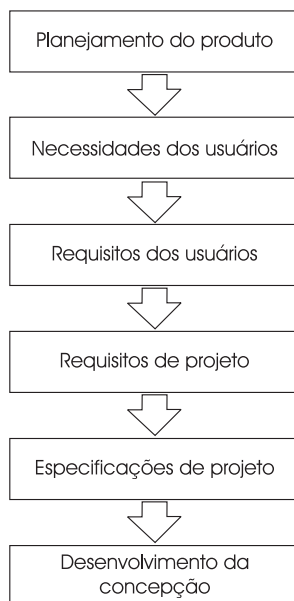 Planejamento do produto
Necessidades dos usuários
Requisitos dos usuários
Requisitos de projeto
Especificações de projeto
Desenvolvimento da
concepção